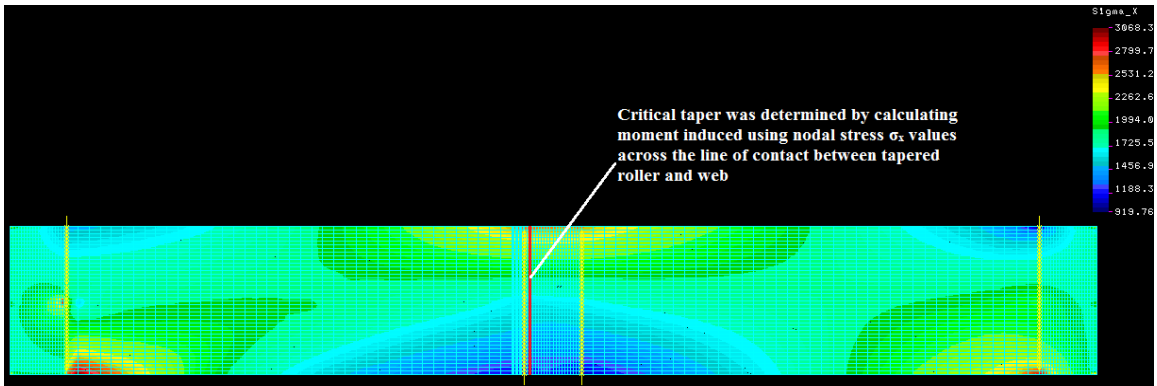 Sigma_X
3068.3
2799.7
2531.2
2262.6
1994.0
1725.5
1456.9
1188.3
919.76
Critical taper was determined by calculating
moment induced using nodal stress σx values
across the line of contact between tapered
roller and web